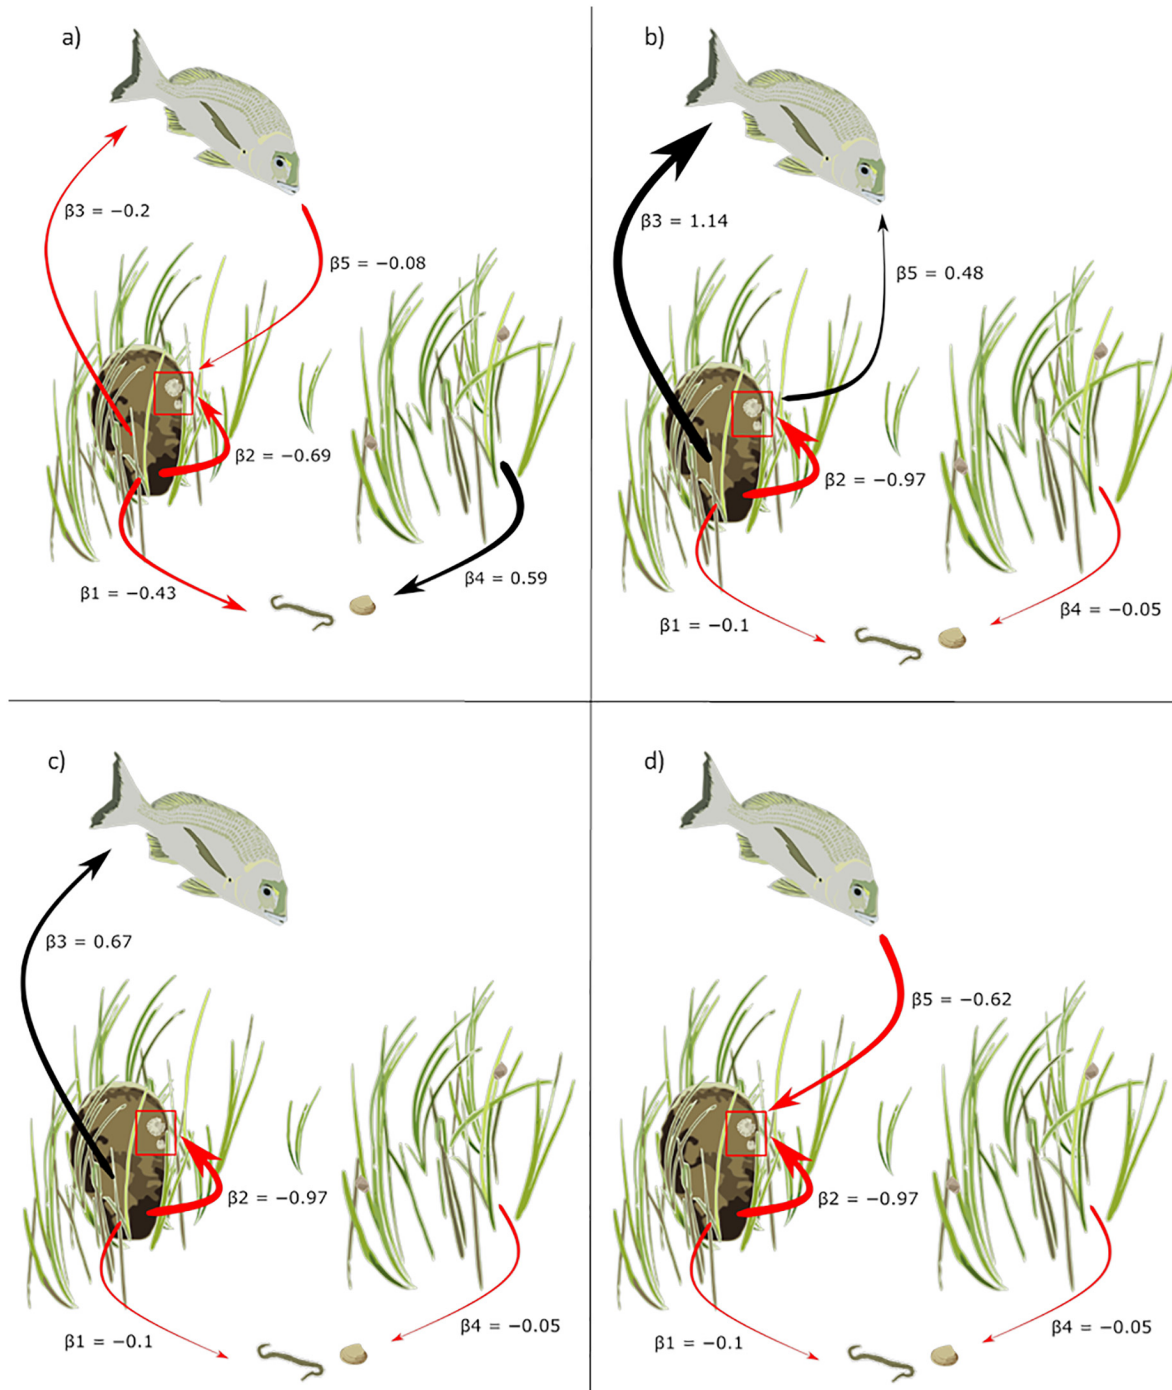 a)
β3 = −0.2
β5 = −0.08
β2 = −0.69
β1 = −0.43
β4 = 0.59
b)
β3 = 1.14
β5 = 0.48
β2 = −0.97
β1 = −0.1
β4 = −0.05
c)
β3 = 0.67
β2 = −0.97
β1 = −0.1
β4 = −0.05
d)
β5 = −0.62
β2 = −0.97
β1 = −0.1
β4 = −0.05